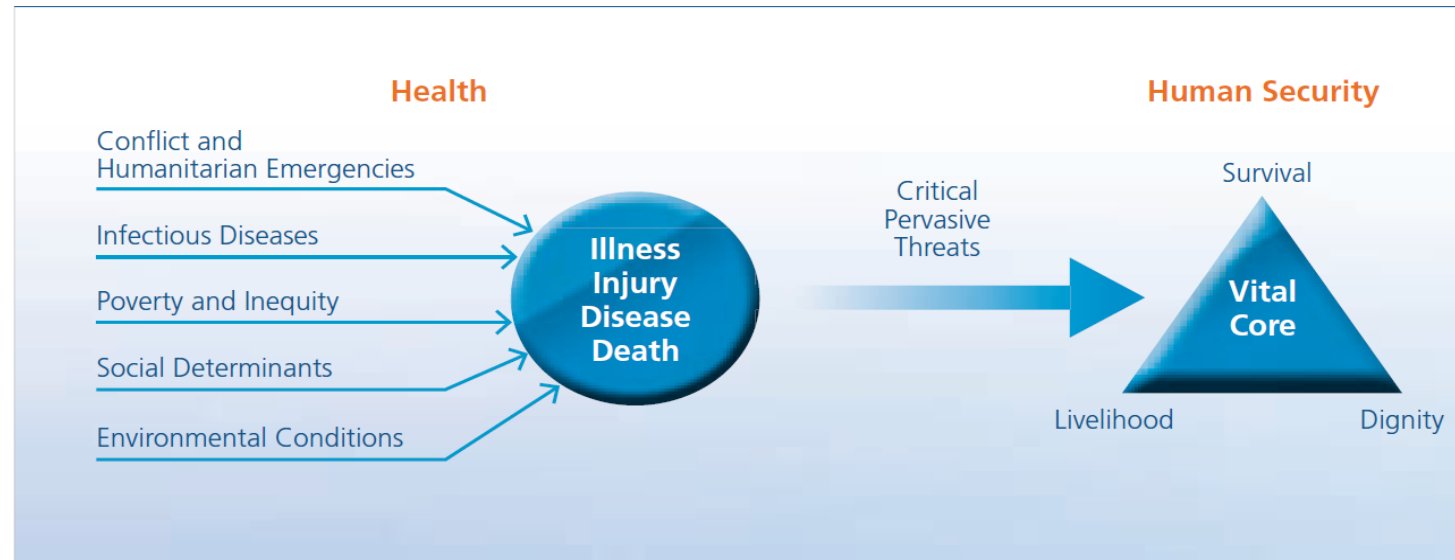 Health
Human Security
Conflict and
Humanitarian Emergencies
Infectious Diseases
Poverty and Inequity
Social Determinants
Environmental Conditions
Illness
Injury
Disease
Death
Critical
Pervasive
Threats
Survival
Vital
Core
Livelihood
Dignity